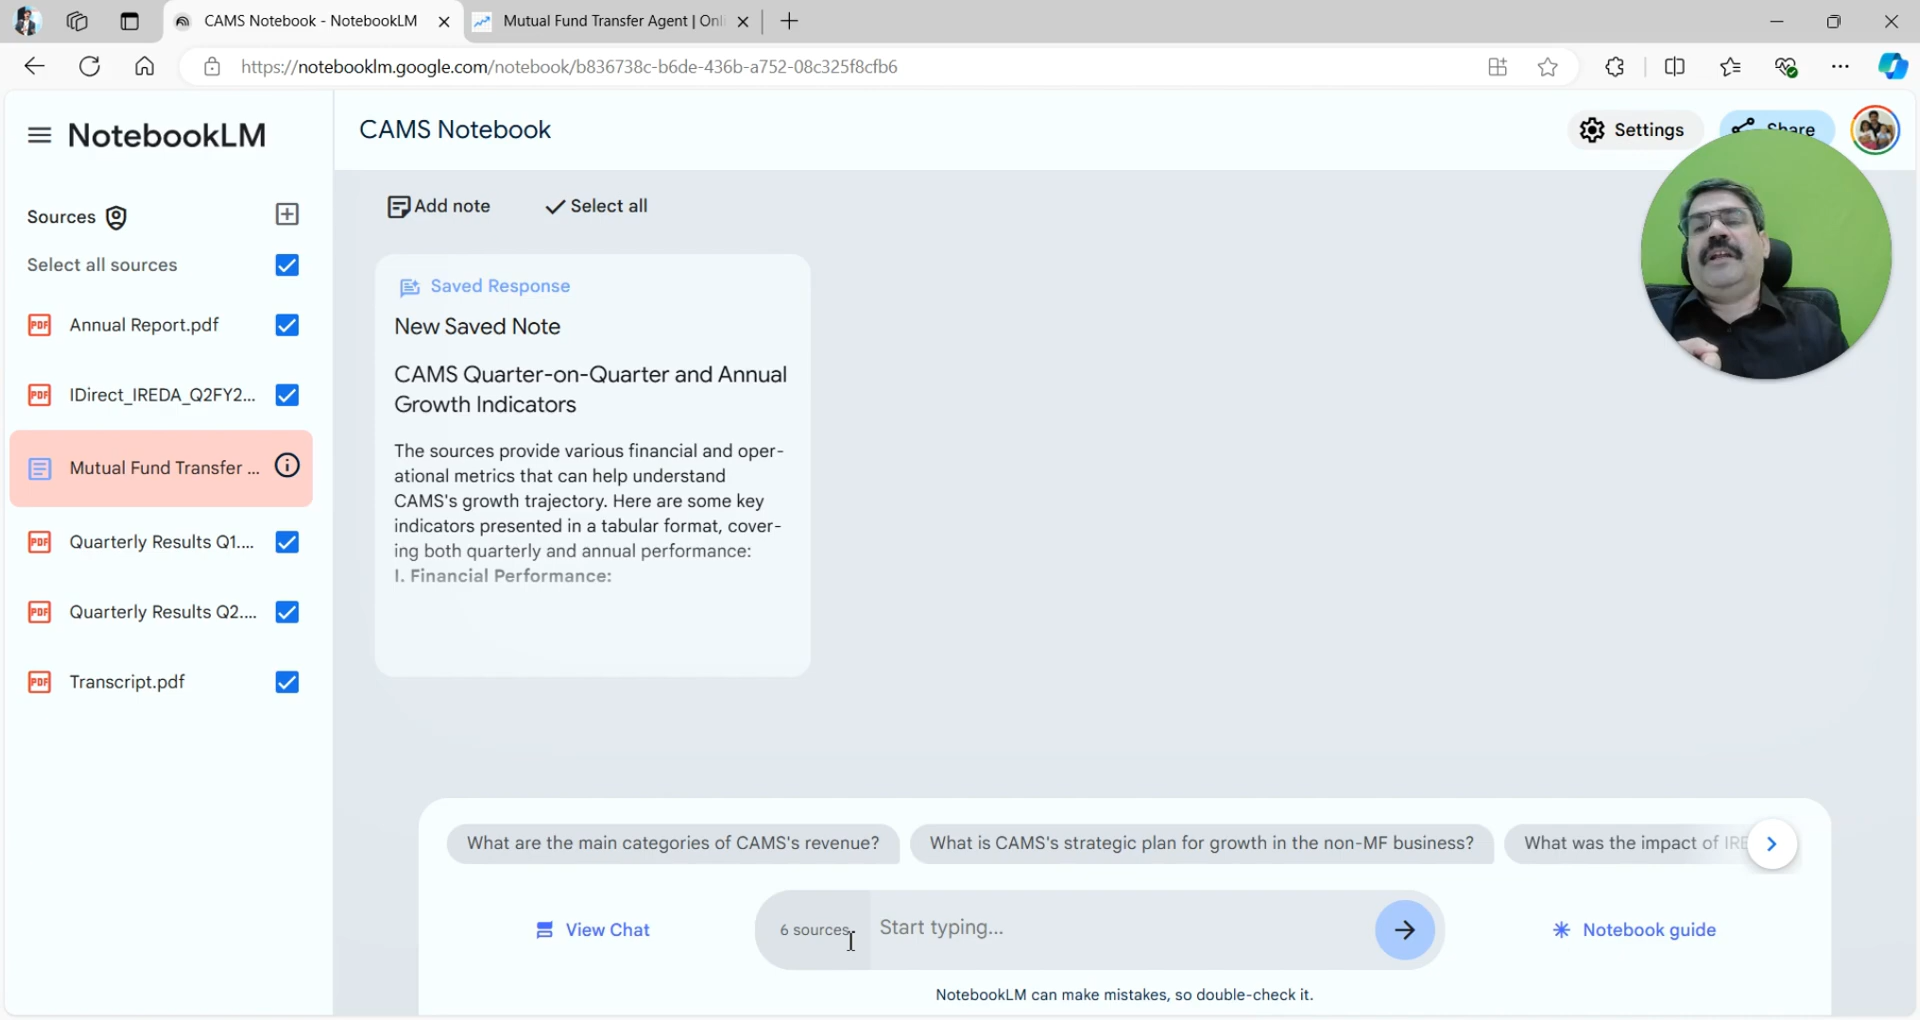 CAMS Notebook - NotebookLM
Mutual Fund Transfer Agent | Onli
https://notebooklm.google.com/notebook/b836738c-b6de-436b-a752-08c325f8cfb6
NotebookLM
CAMS Notebook
Settings
Share
Sources
Select all sources
Annual Report.pdf
IDirect_IREDA_Q2FY2...
Mutual Fund Transfer ...
Quarterly Results Q1....
Quarterly Results Q2....
Transcript.pdf
Add note
Select all
Saved Response
New Saved Note
CAMS Quarter-on-Quarter and Annual
Growth Indicators
The sources provide various financial and oper-
ational metrics that can help understand
CAMS's growth trajectory. Here are some key
indicators presented in a tabular format, cover-
ing both quarterly and annual performance:
I. Financial Performance:
What are the main categories of CAMS's revenue?
What is CAMS's strategic plan for growth in the non-MF business?
What was the impact of IRE
View Chat
6 sources
Start typing...
Notebook guide
NotebookLM can make mistakes, so double-check it.